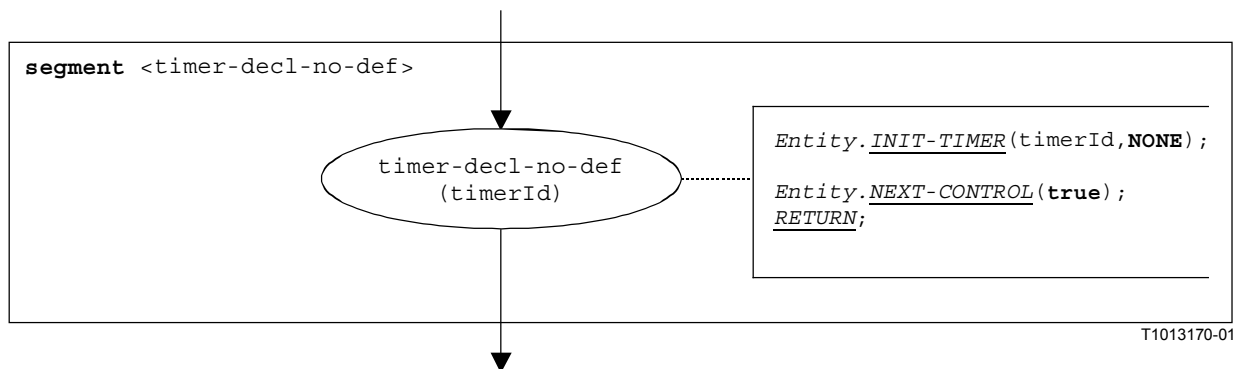 segment <timer-decl-no-def>
timer-decl-no-def
(timerId)
Entity.INIT-TIMER(timerId,NONE);
Entity.NEXT-CONTROL(true);
RETURN;
T1013170-01